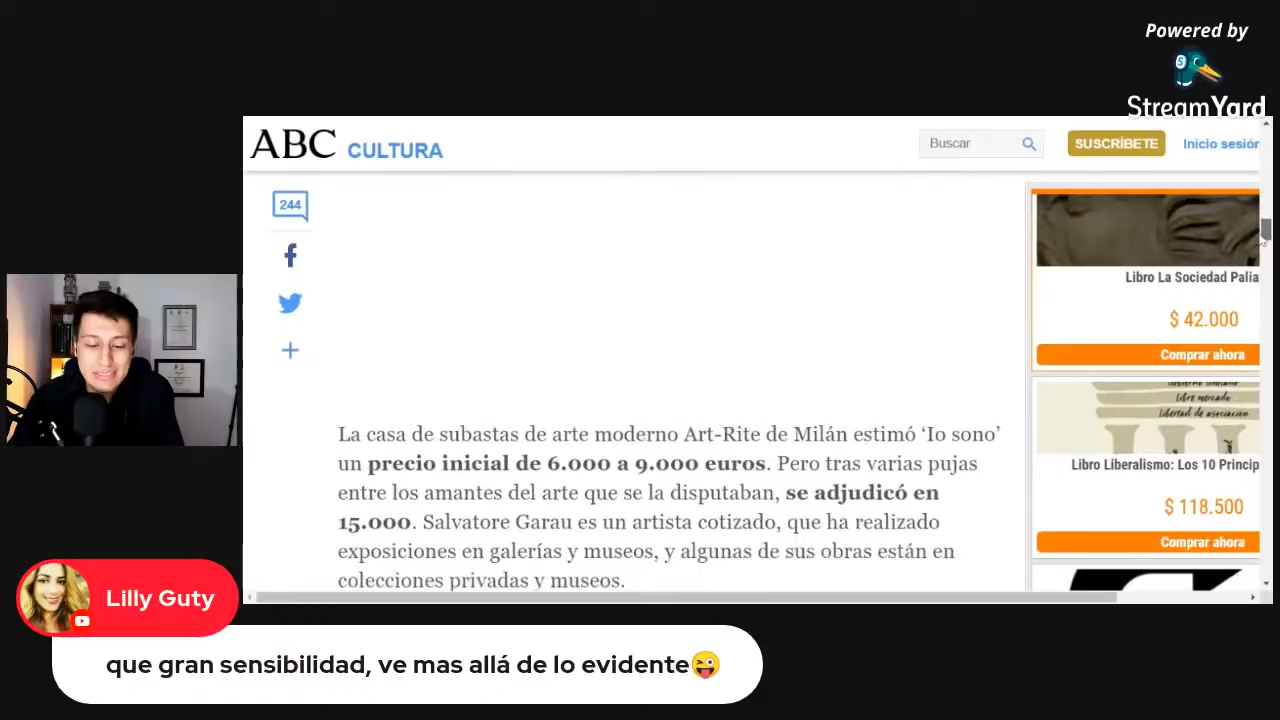 Powered by
StreamYard
ABC CULTURA
Buscar
SUSCRÍBETE
Inicio sesión
244
Libro La Sociedad Palia
$ 42.000
Comprar ahora
libre mercado
libertad de asociación
Libro Liberalismo: Los 10 Princip
$ 118.500
Comprar ahora
La casa de subastas de arte moderno Art-Rite de Milán estimó ‘Io sono’
un precio inicial de 6.000 a 9.000 euros. Pero tras varias pujas
entre los amantes del arte que se la disputaban, se adjudicó en
15.000. Salvatore Garau es un artista cotizado, que ha realizado
exposiciones en galerías y museos, y algunas de sus obras están en
colecciones privadas y museos.
Lilly Guty
que gran sensibilidad, ve mas allá de lo evidente😜